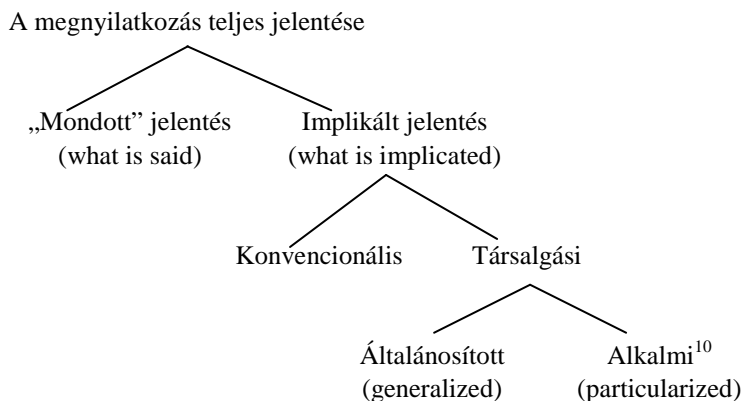 A megnyilatkozás teljes jelentése
„Mondott” jelentés Implikált jelentés
(what is said) (what is implicated)
Konvencionális Társalgási
Általánosított Alkalmi¹⁰
(generalized) (particularized)